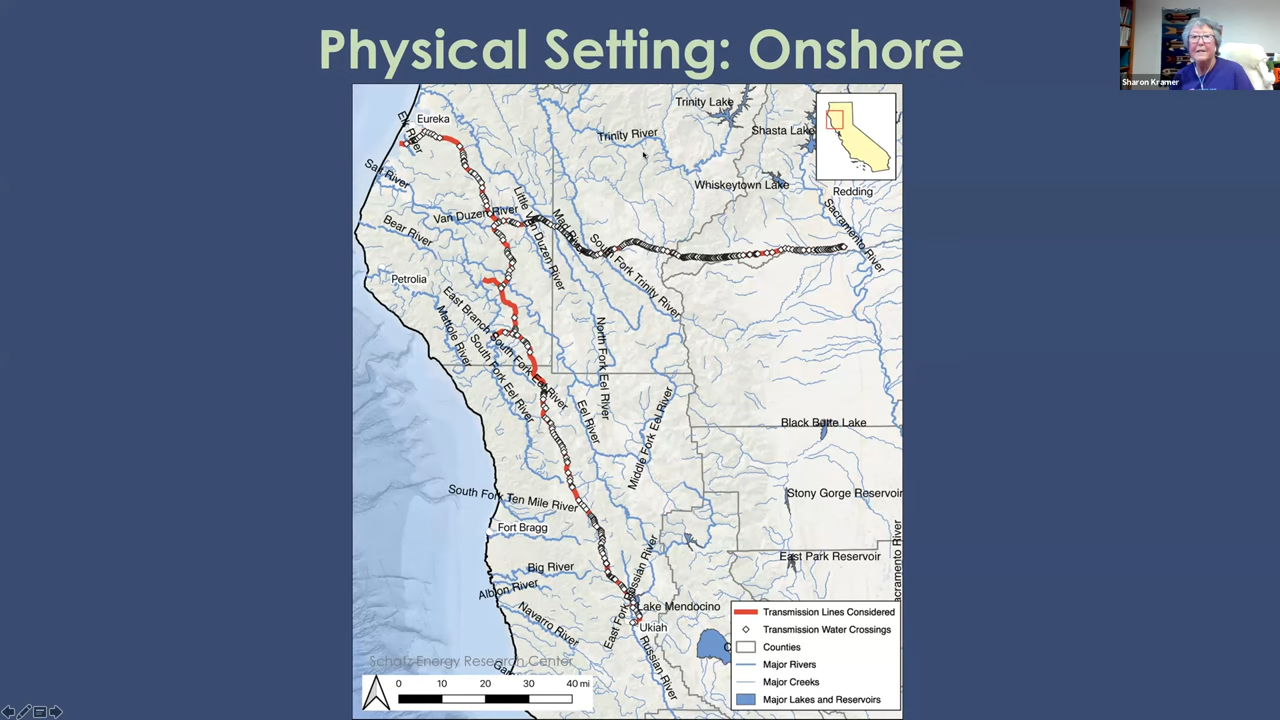 Physical Setting: Onshore
Sharon Kramer
Trinity Lake
Eureka
Elk River
Trinity River
Shasta Lake
Salt River
Whiskeytown Lake
Redding
Little Van Duzen River
Mad River
Van Duzen River
Sacramento River
Bear River
South Fork Trinity River
Petrolia
East Branch South Fork Eel River
Mattole River
South Fork Eel River
North Fork Eel River
Eel River
Middle Fork Eel River
Black Butte Lake
South Fork Ten Mile River
Stony Gorge Reservoir
Fort Bragg
Sacramento River
East Park Reservoir
Big River
Albion River
East Fork Russian River
Navarro River
Lake Mendocino
Ukiah
Russian River
Schatz Energy Research Center
0 10 20 30 40 mi
Transmission Lines Considered
Transmission Water Crossings
Counties
Major Rivers
Major Creeks
Major Lakes and Reservoirs